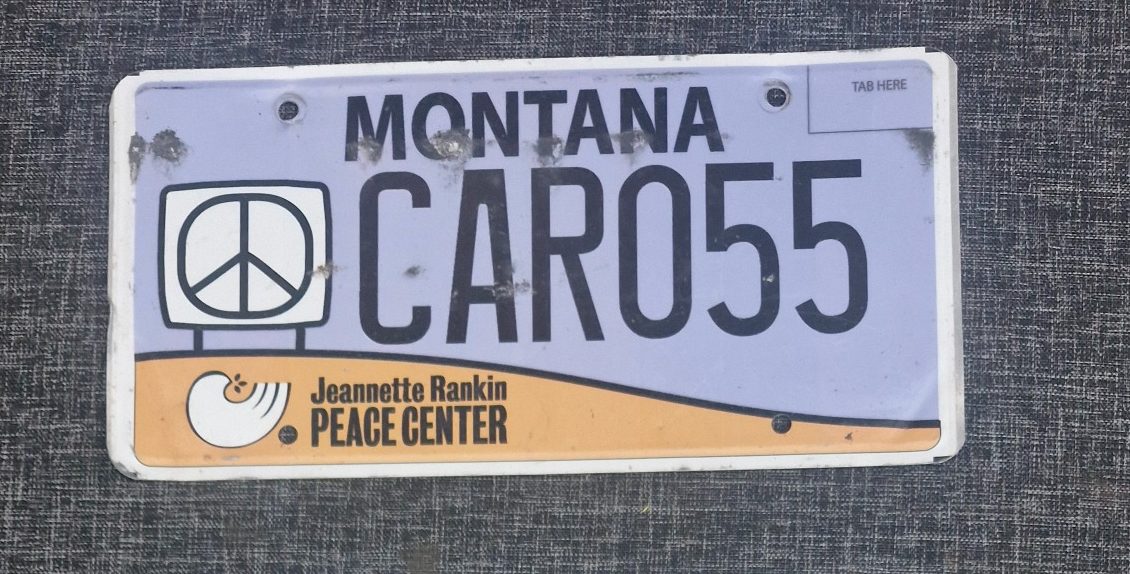 TAB HERE
MONTANA
CAR055
Jeannette Rankin
PEACE CENTER